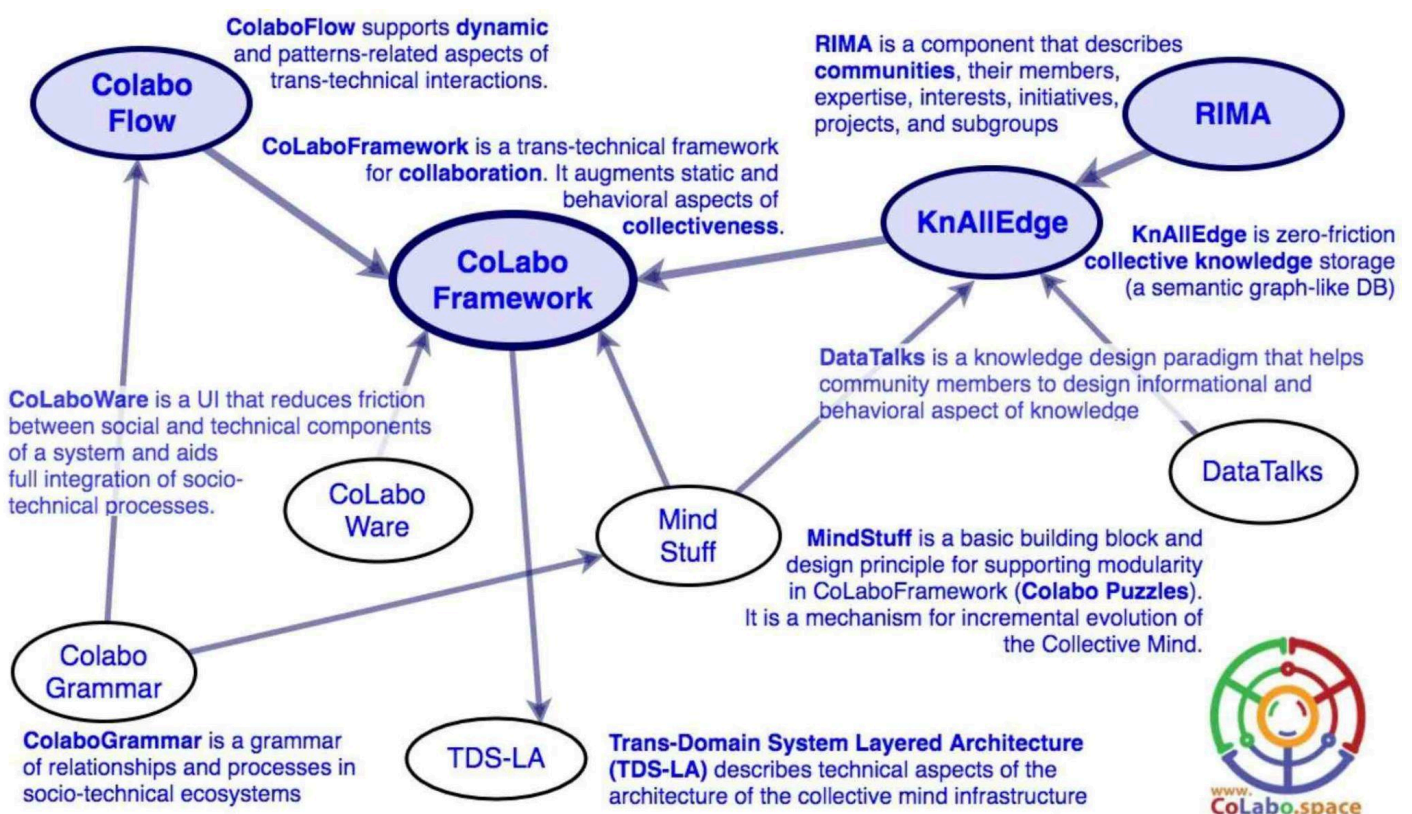 ColaboFlow supports dynamic
and patterns-related aspects of
trans-technical interactions.
Colabo
Flow
RIMA is a component that describes
communities, their members,
expertise, interests, initiatives,
projects, and subgroups
RIMA
CoLaboFramework is a trans-technical framework
for collaboration. It augments static and
behavioral aspects of
collectiveness.
CoLabo
Framework
KnAllEdge
KnAllEdge is zero-friction
collective knowledge storage
(a semantic graph-like DB)
DataTalks is a knowledge design paradigm that helps
community members to design informational and
behavioral aspect of knowledge
CoLaboWare is a UI that reduces friction
between social and technical components
of a system and aids
full integration of socio-
technical processes.
CoLabo
Ware
Mind
Stuff
DataTalks
MindStuff is a basic building block and
design principle for supporting modularity
in CoLaboFramework (Colabo Puzzles).
It is a mechanism for incremental evolution of
the Collective Mind.
Colabo
Grammar
ColaboGrammar is a grammar
of relationships and processes in
socio-technical ecosystems
TDS-LA
Trans-Domain System Layered Architecture
(TDS-LA) describes technical aspects of the
architecture of the collective mind infrastructure
www.
CoLabo.space